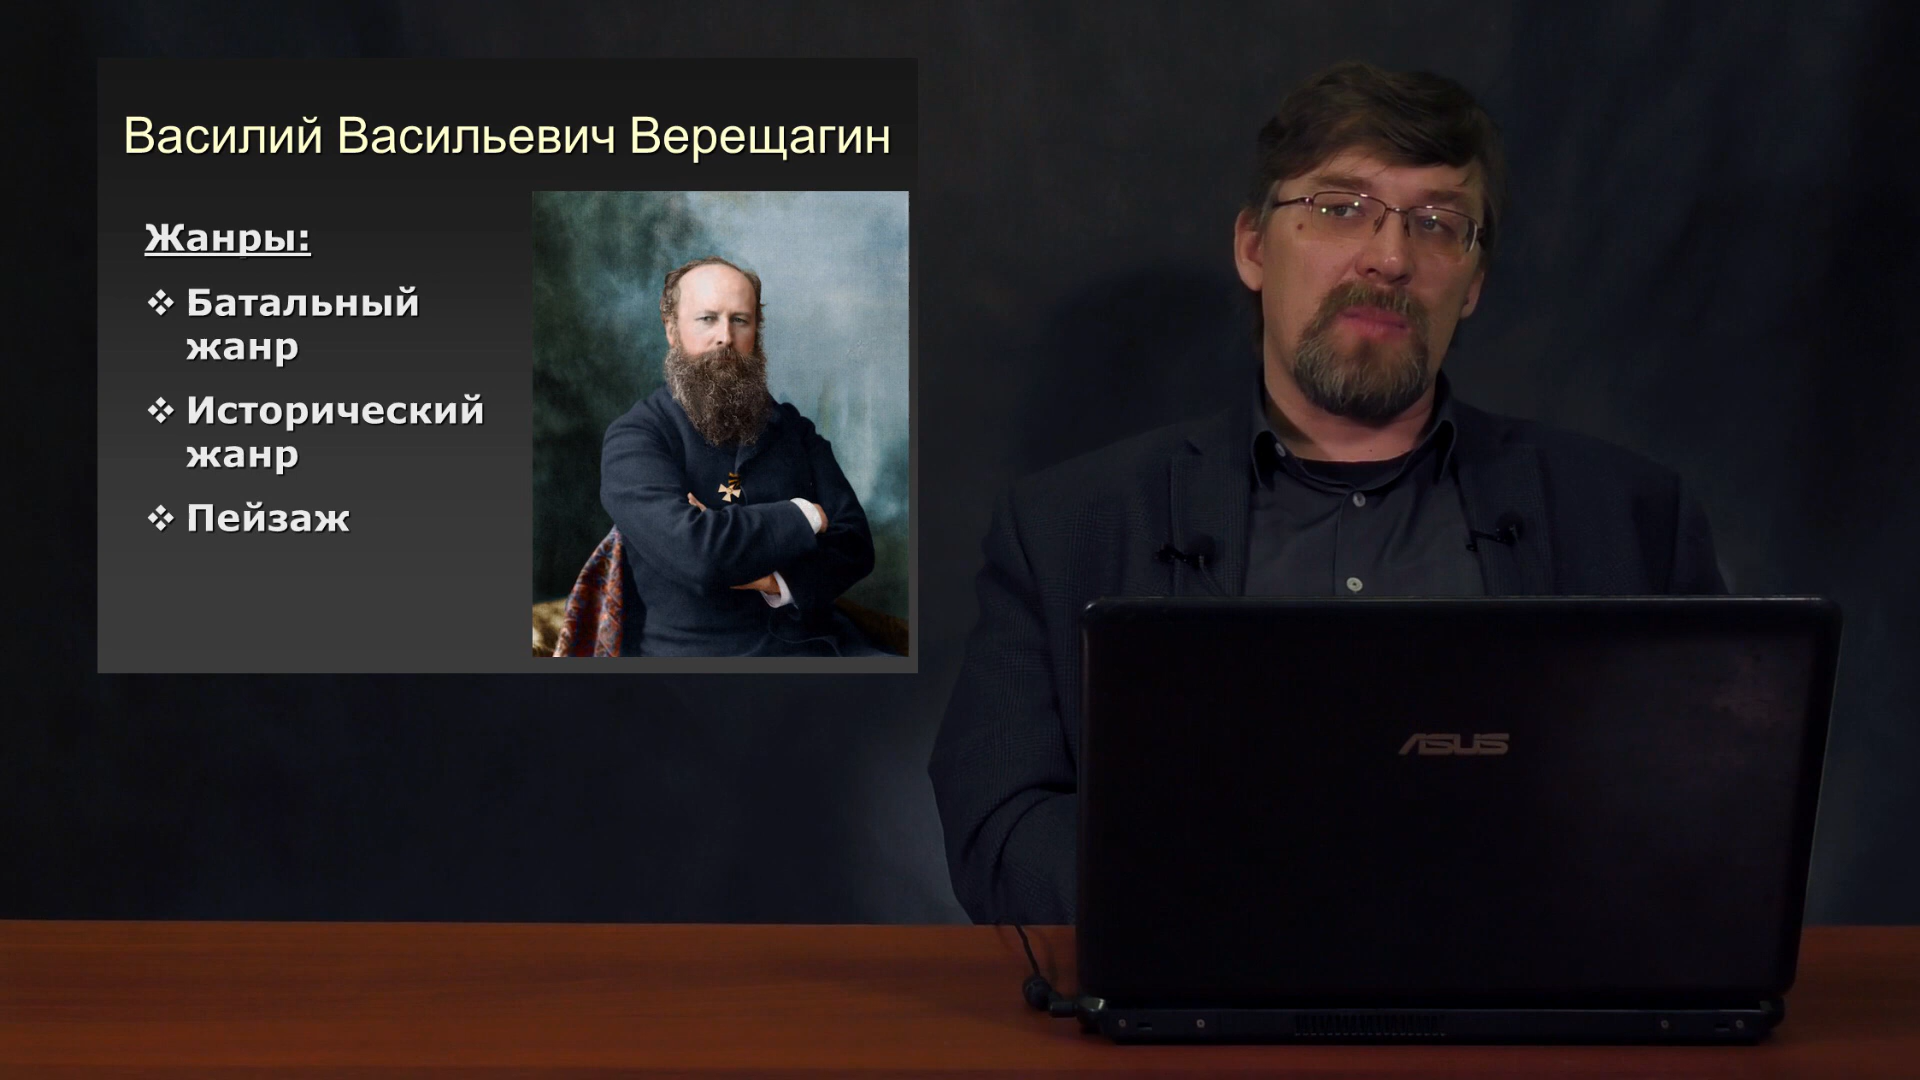 Василий Васильевич Верещагин
Жанры:
Батальный
жанр
Исторический
жанр
Пейзаж
ASUS